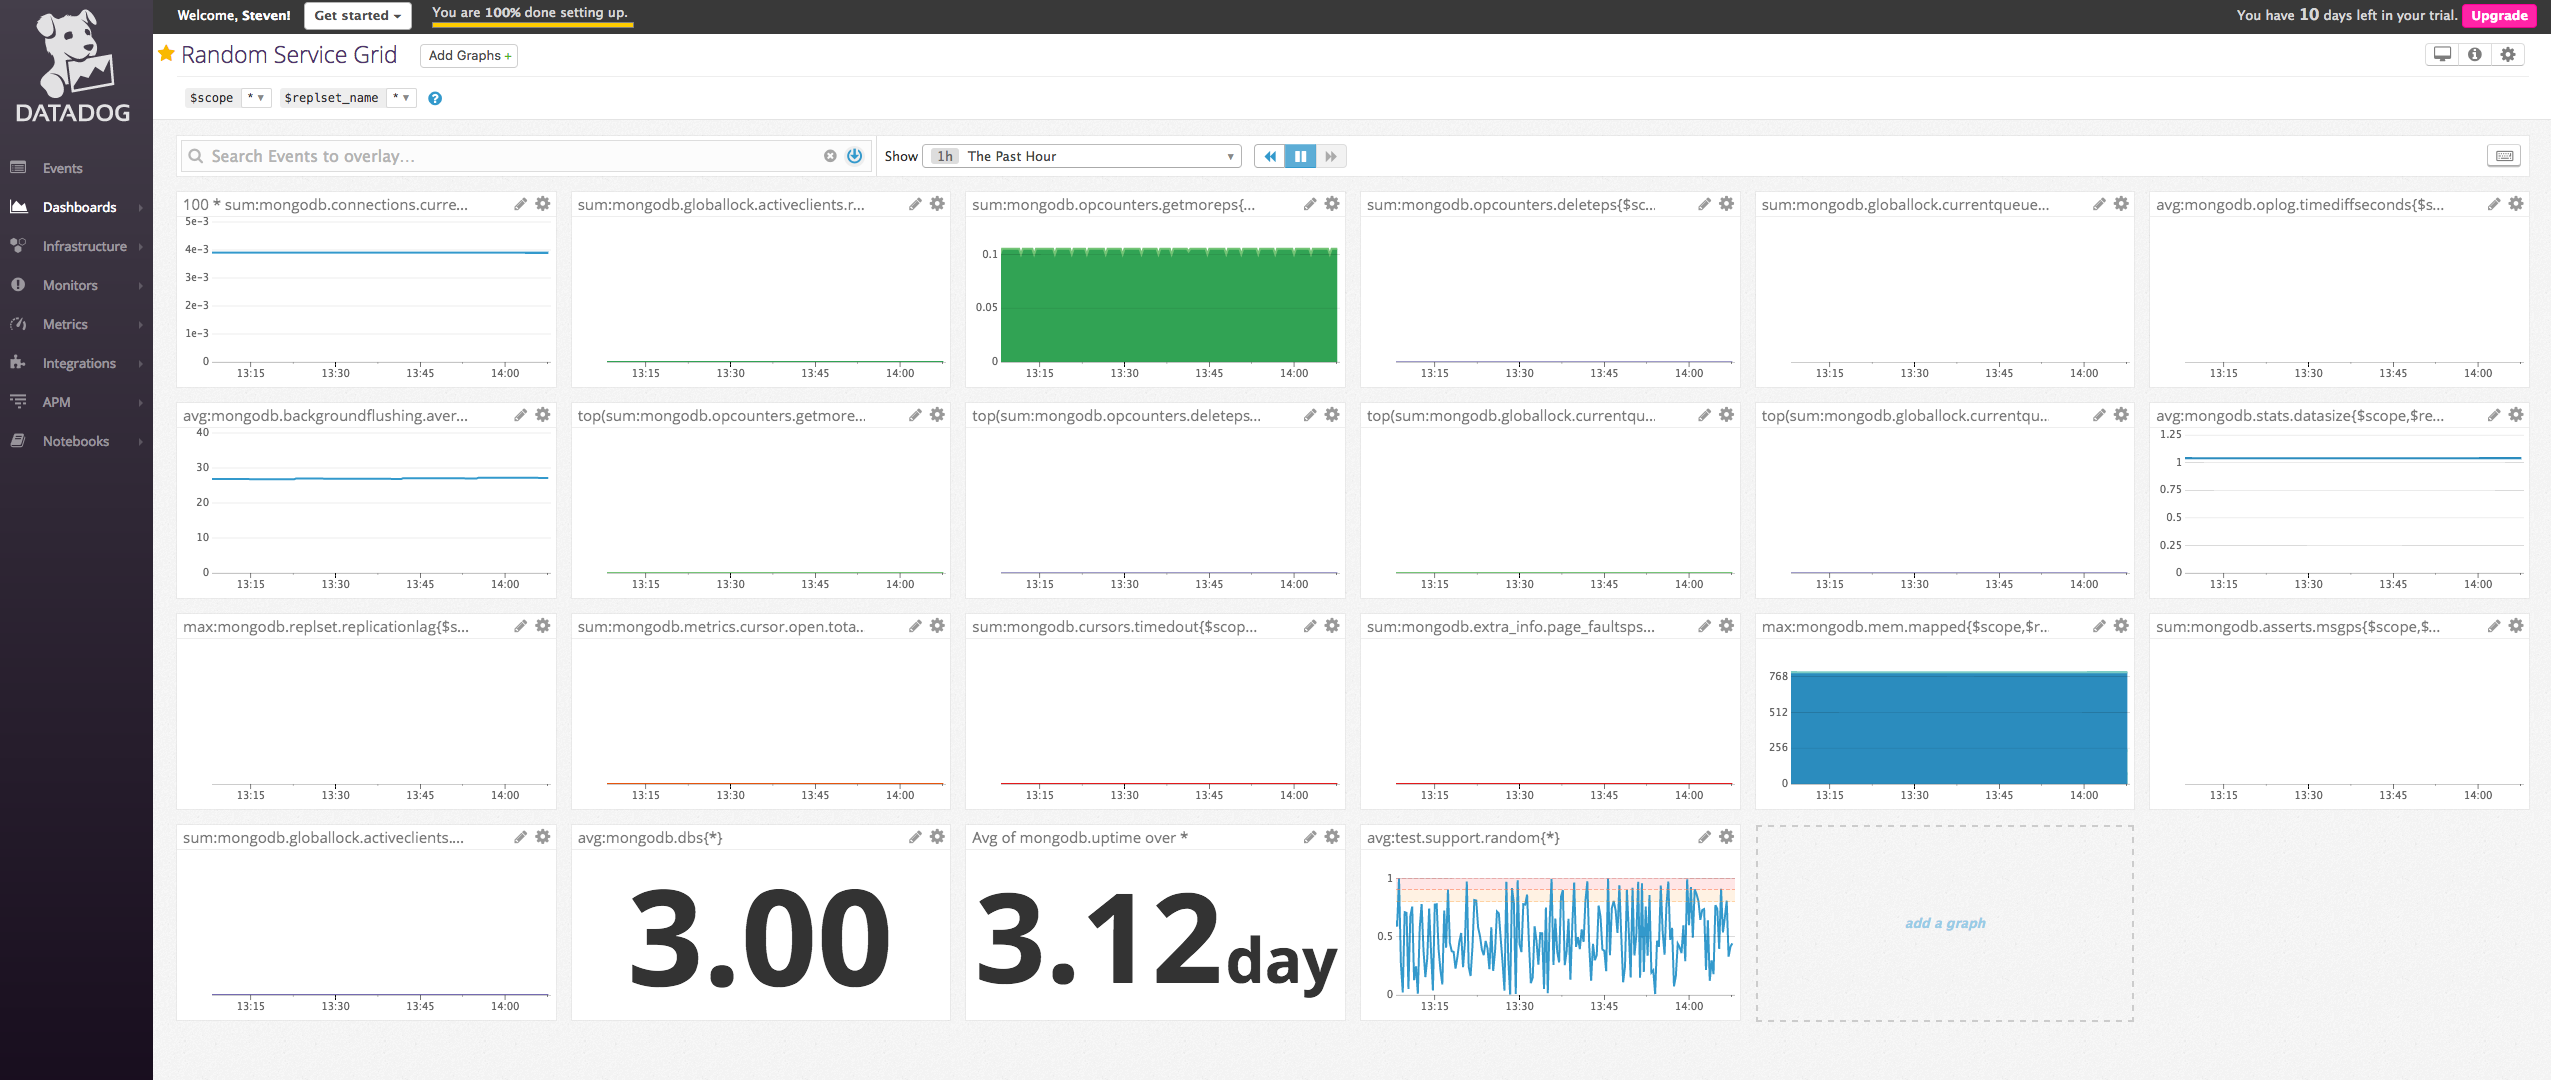 Welcome, Steven!
Get started
You are 100% done setting up.
You have 10 days left in your trial.
Upgrade
DATADOG
Events
Dashboards
Infrastructure
Monitors
Metrics
Integrations
APM
Notebooks
Random Service Grid
Add Graphs +
$scope * $replset_name * ?
Search Events to overlay...
Show 1h The Past Hour
100 * sum:mongodb.connections.curre...
5e-3
4e-3
3e-3
2e-3
1e-3
0
13:15 13:30 13:45 14:00
sum:mongodb.globallock.activeclients.r...
13:15 13:30 13:45 14:00
sum:mongodb.opcounters.getmoreps{...
0.1
0.05
0
13:15 13:30 13:45 14:00
sum:mongodb.opcounters.deleteps{$sc...
13:15 13:30 13:45 14:00
sum:mongodb.globallock.currentqueue...
13:15 13:30 13:45 14:00
avg:mongodb.oplog.timediffseconds{$s...
13:15 13:30 13:45 14:00
avg:mongodb.backgroundflushing.aver...
40
30
20
10
0
13:15 13:30 13:45 14:00
top(sum:mongodb.opcounters.getmore...
13:15 13:30 13:45 14:00
top(sum:mongodb.opcounters.deleteps...
13:15 13:30 13:45 14:00
top(sum:mongodb.globallock.currentqu...
13:15 13:30 13:45 14:00
top(sum:mongodb.globallock.currentqu...
13:15 13:30 13:45 14:00
avg:mongodb.stats.datasize{$scope,$re...
1.25
1
0.75
0.5
0.25
0
13:15 13:30 13:45 14:00
max:mongodb.replset.replicationlag{$s...
13:15 13:30 13:45 14:00
sum:mongodb.metrics.cursor.open.tota...
13:15 13:30 13:45 14:00
sum:mongodb.cursors.timedout{$scop...
13:15 13:30 13:45 14:00
sum:mongodb.extra_info.page_faultsps...
13:15 13:30 13:45 14:00
max:mongodb.mem.mapped{$scope,$r...
768
512
256
0
13:15 13:30 13:45 14:00
sum:mongodb.asserts.msgps{$scope,$...
13:15 13:30 13:45 14:00
sum:mongodb.globallock.activeclients....
13:15 13:30 13:45 14:00
avg:mongodb.dbs{*}
3.00
Avg of mongodb.uptime over *
3.12day
avg:test.support.random{*}
1
0.5
0
13:15 13:30 13:45 14:00
add a graph